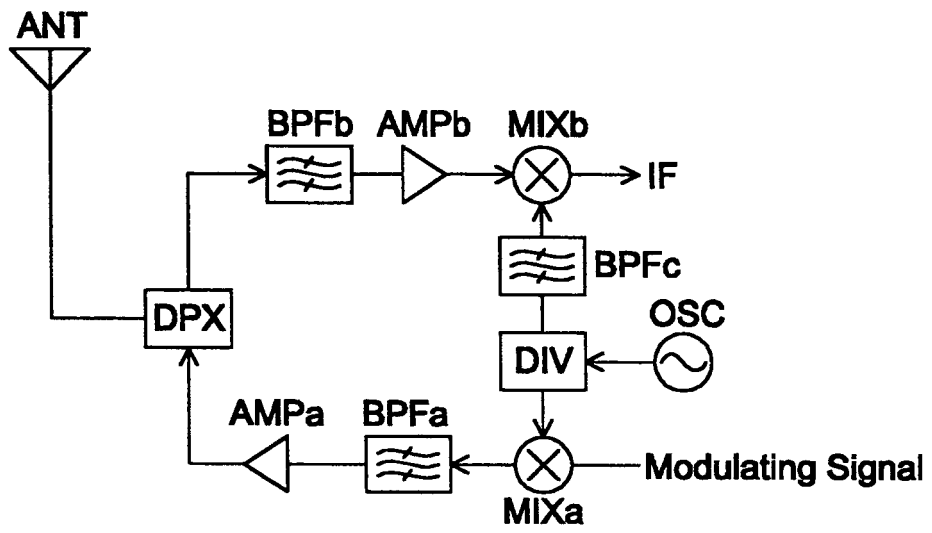 ANT
BPFb AMPb MIXb
IF
BPFc
DPX
OSC
DIV
AMPa BPFa
Modulating Signal
MIXa